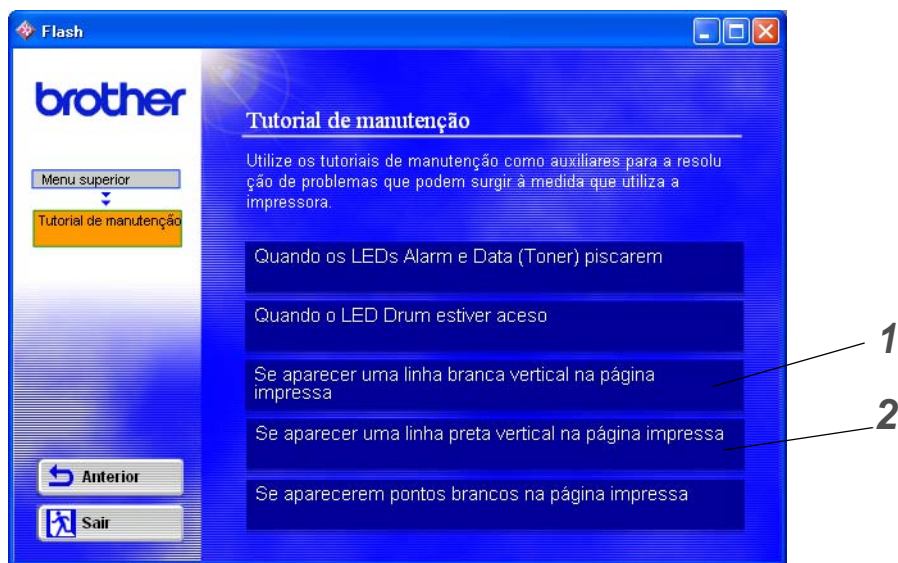 Flash
brother
Menu superior
Tutorial de manutenção
Tutorial de manutenção
Utilize os tutoriais de manutenção como auxiliares para a resolu
ção de problemas que podem surgir à medida que utiliza a
impressora.
Quando os LEDs Alarm e Data (Toner) piscarem
Quando o LED Drum estiver aceso
Se aparecer uma linha branca vertical na página
impressa
1
Se aparecer uma linha preta vertical na página impressa
2
Se aparecerem pontos brancos na página impressa
Anterior
Sair